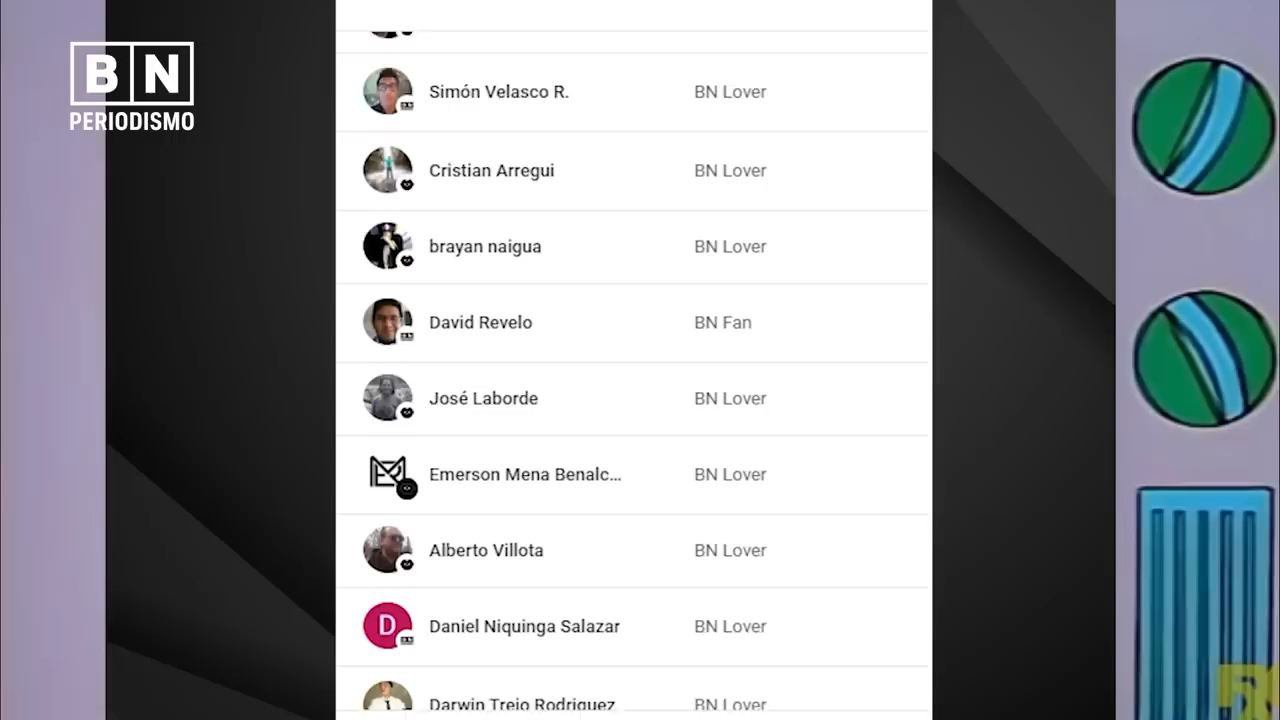 BN
PERIODISMO
Simón Velasco R. BN Lover
Cristian Arregui BN Lover
brayan naigua BN Lover
David Revelo BN Fan
José Laborde BN Lover
Emerson Mena Benalc... BN Lover
Alberto Villota BN Lover
D Daniel Niquinga Salazar BN Lover
Darwin Trejo Rodriguez BN Lover